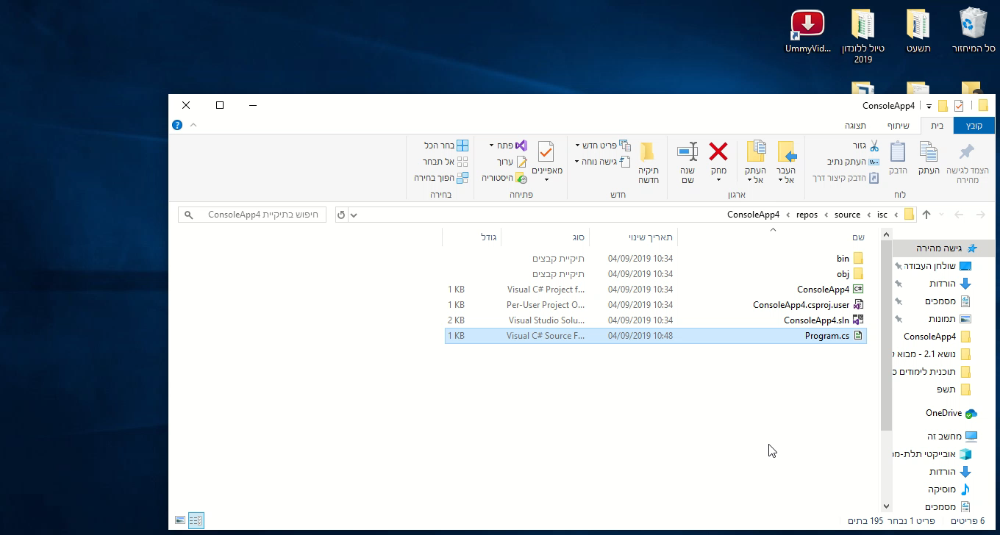 סל המיחזור
תשעט
טיול ללונדון 2019
UmmyVid...
ConsoleApp4
קובץ
בית
שיתוף
תצוגה
הצמד לגישה מהירה
העתק
הדבק
גזור
העתק נתיב
הדבק קיצור דרך
לוח
העבר אל
העתק אל
מחק
שנה שם
ארגון
תיקיה חדשה
פריט חדש
גישה נוחה
חדש
מאפיינים
פתח
ערוך
היסטוריה
פתיחה
בחר הכל
אל תבחר
הפוך בחירה
בחירה
isc
source
repos
ConsoleApp4
חיפוש בתיקיית ConsoleApp4
שם תאריך שינוי סוג גודל
bin 04/09/2019 10:34 תיקיית קבצים
obj 04/09/2019 10:34 תיקיית קבצים
ConsoleApp4 04/09/2019 10:34 Visual C# Project f... 1 KB
ConsoleApp4.csproj.user 04/09/2019 10:34 Per-User Project O... 1 KB
ConsoleApp4.sln 04/09/2019 10:34 Visual Studio Solu... 2 KB
Program.cs 04/09/2019 10:48 Visual C# Source F... 1 KB
גישה מהירה
שולחן העבודה
הורדות
מסמכים
תמונות
ConsoleApp4
נושא 2.1 - מבוא
תוכנית לימודים
תשפ
OneDrive
מחשב זה
אובייקטי
הורדות
מוסיקה
מסמכים
6 פריטים
פריט 1 נבחר 195 בתים